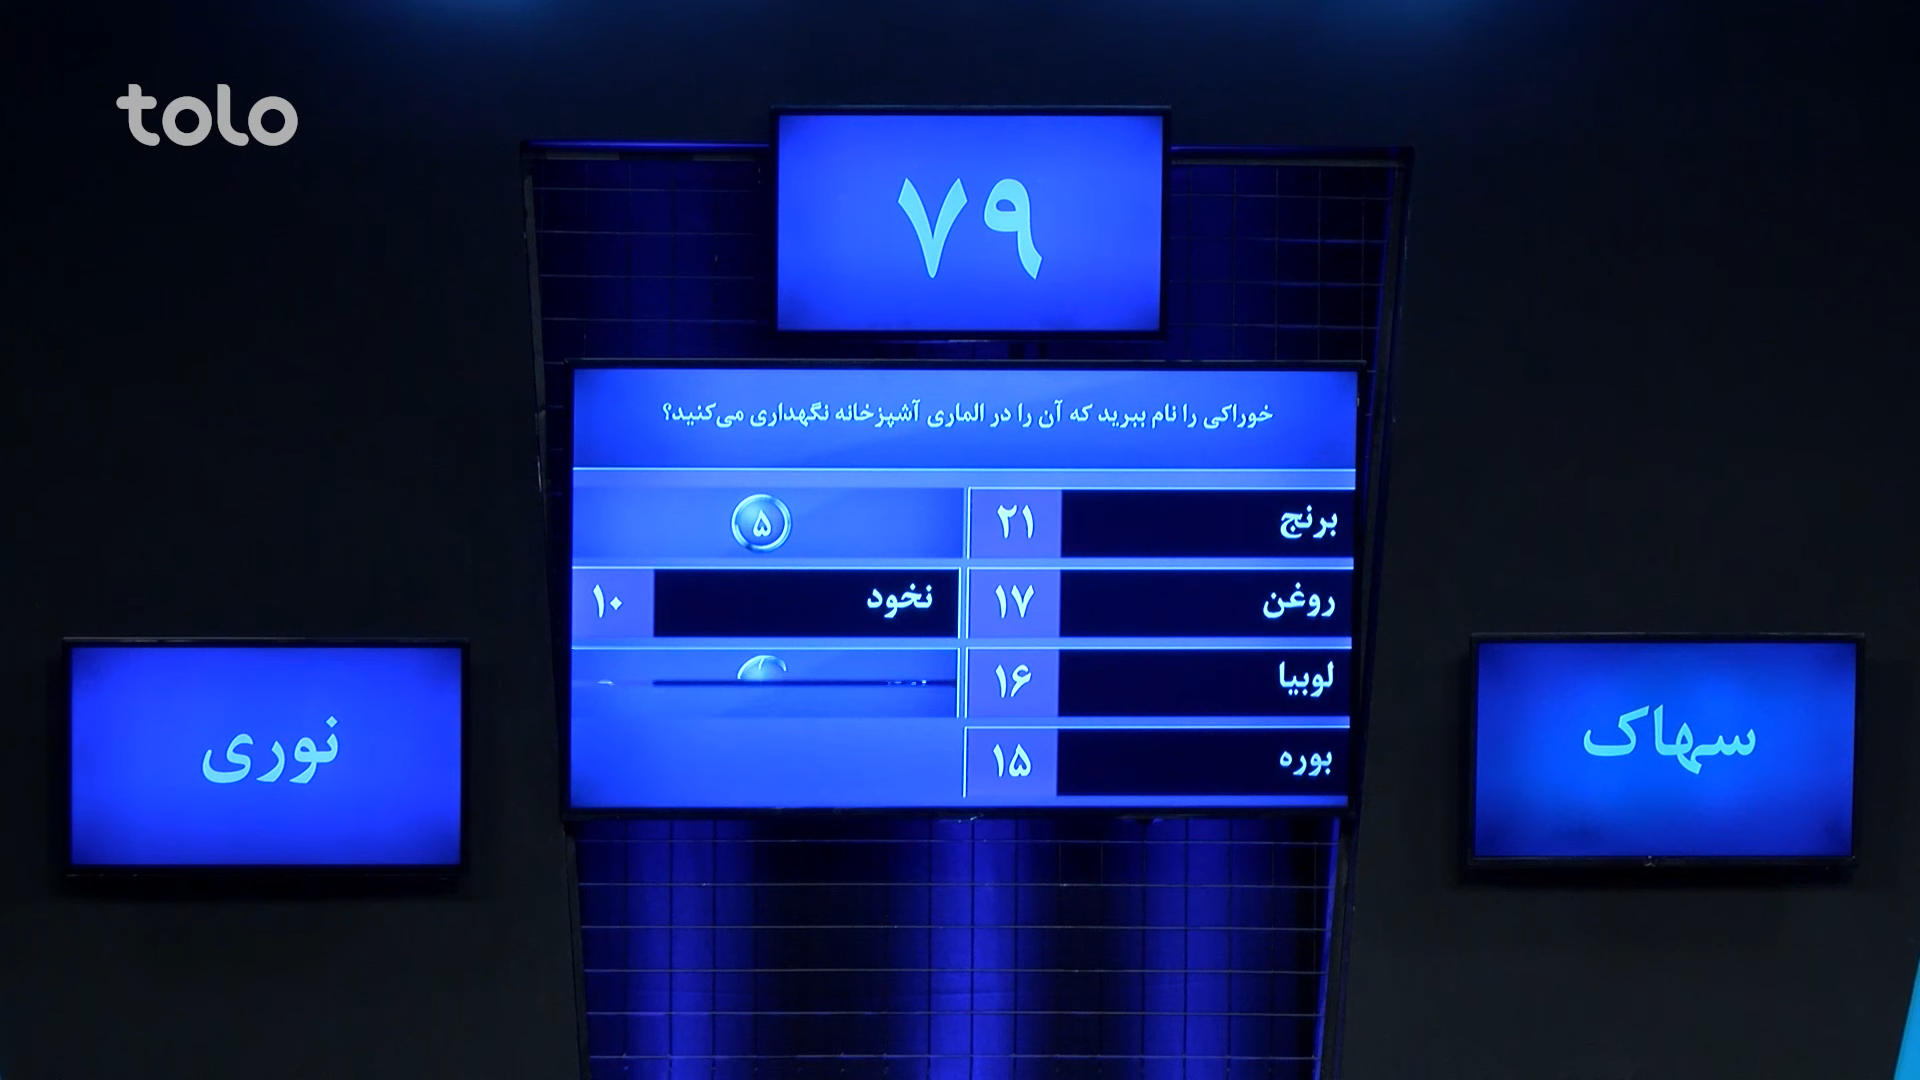 tolo
۷۹
خوراکی را نام ببرید که آن را در الماری آشپزخانه نگهداری می‌کنید؟
برنج ۲۱
روغن ۱۷
لوبیا ۱۶
بوره ۱۵
۵
نخود ۱۰
سهاک
نوری